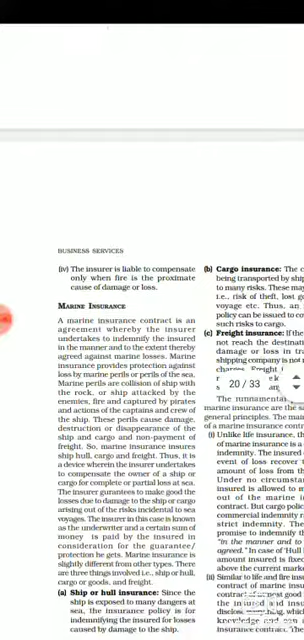 BUSINESS SERVICES
(iv) The insurer is liable to compensate
only when fire is the proximate
cause of damage or loss.
MARINE INSURANCE
A marine insurance contract is an
agreement whereby the insurer
undertakes to indemnify the insured
in the manner and to the extent thereby
agreed against marine losses. Marine
insurance provides protection against
loss by marine perils or perils of the sea.
Marine perils are collision of ship with
the rock, or ship attacked by the
enemies, fire and captured by pirates
and actions of the captains and crew of
the ship. These perils cause damage,
destruction or disappearance of the
ship and cargo and non-payment of
freight. So, marine insurance insures
ship hull, cargo and freight. Thus, it is
a device wherein the insurer undertakes
to compensate the owner of a ship or
cargo for complete or partial loss at sea.
The insurer gurantees to make good the
losses due to damage to the ship or cargo
arising out of the risks incidental to sea
voyages. The insurer in this case is known
as the underwriter and a certain sum of
money is paid by the insured in
consideration for the guarantee/
protection he gets. Marine insurance is
slightly different from other types. There
are three things involved i.e., ship or hull,
cargo or goods, and freight.
(a) Ship or hull insurance: Since the
ship is exposed to many dangers at
sea, the insurance policy is for
indemnifying the insured for losses
caused by damage to the ship.
(b) Cargo insurance: The
being transported by ship
to many risks. These may
i.e., risk of theft, lost
voyage etc. Thus, an
policy can be issued to
such risks to cargo.
(c) Freight insurance: If the
not reach the
damage or loss in
shipping company is not
20 / 33
The
marine insurance are the
general principles. The
of a marine insurance
(i) Unlike life insurance,
of marine insurance is a
indemnity. The insured
event of loss recover
amount of loss from
Under no
insured is allowed to
out of the marine
contract. But cargo
commercial indemnity
strict indemnity. The
promise to indemnify the
"in the manner and to
agreed." In case of 'Hull
amount insured is fixed
above the current
(ii) Similar to life and fire
contract of marine
contract of
the insured and
disclose which
knowledge and can
insurance contract.